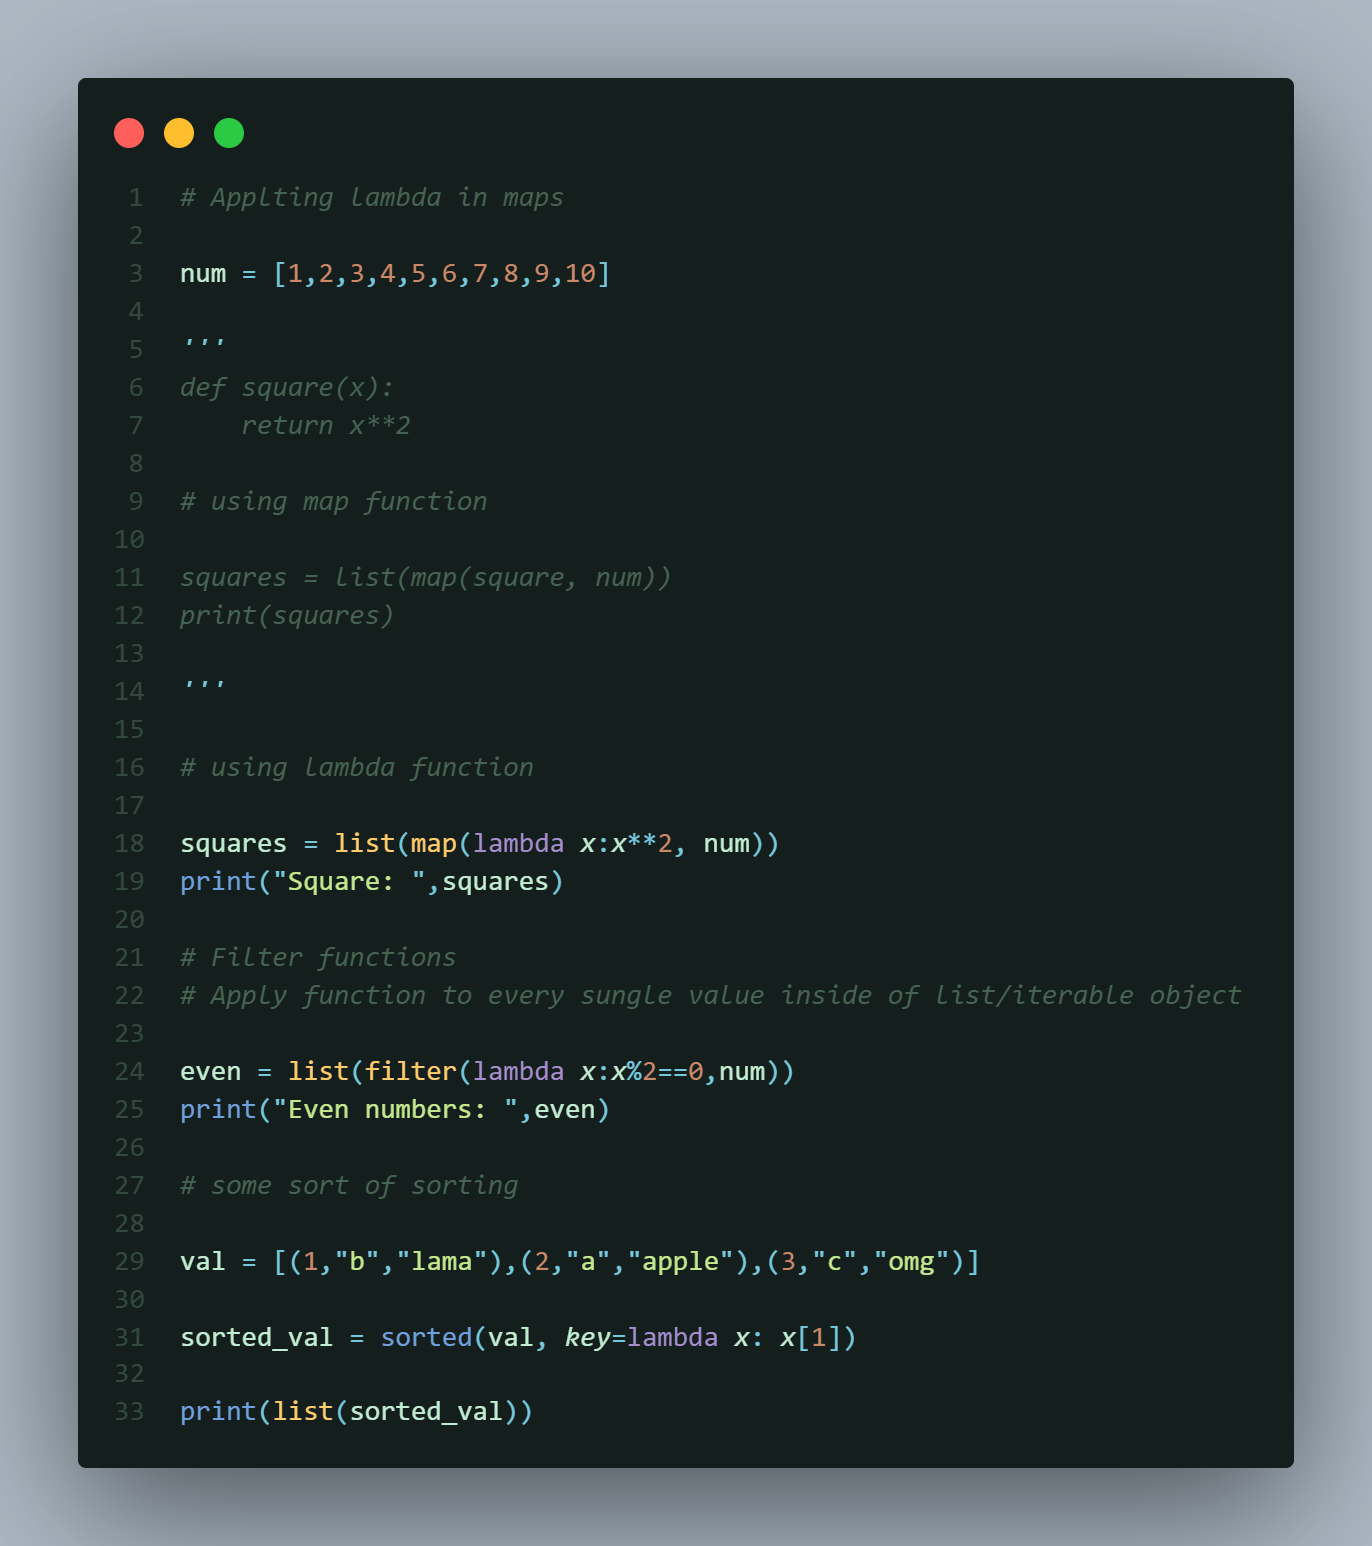 1 # Applting lambda in maps
2
3 num = [1,2,3,4,5,6,7,8,9,10]
4
5 '''
6 def square(x):
7     return x**2
8
9 # using map function
10
11 squares = list(map(square, num))
12 print(squares)
13
14 '''
15
16 # using lambda function
17
18 squares = list(map(lambda x:x**2, num))
19 print("Square: ",squares)
20
21 # Filter functions
22 # Apply function to every sungle value inside of list/iterable object
23
24 even = list(filter(lambda x:x%2==0,num))
25 print("Even numbers: ",even)
26
27 # some sort of sorting
28
29 val = [(1,"b","lama"),(2,"a","apple"),(3,"c","omg")]
30
31 sorted_val = sorted(val, key=lambda x: x[1])
32
33 print(list(sorted_val))